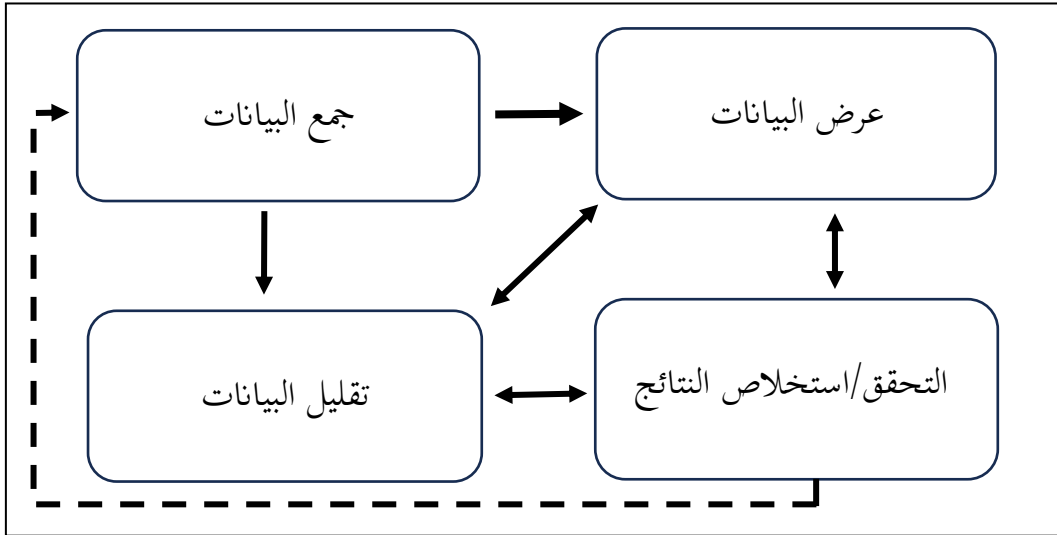 جمع البيانات
عرض البيانات
تقليل البيانات
التحقق/استخلاص النتائج